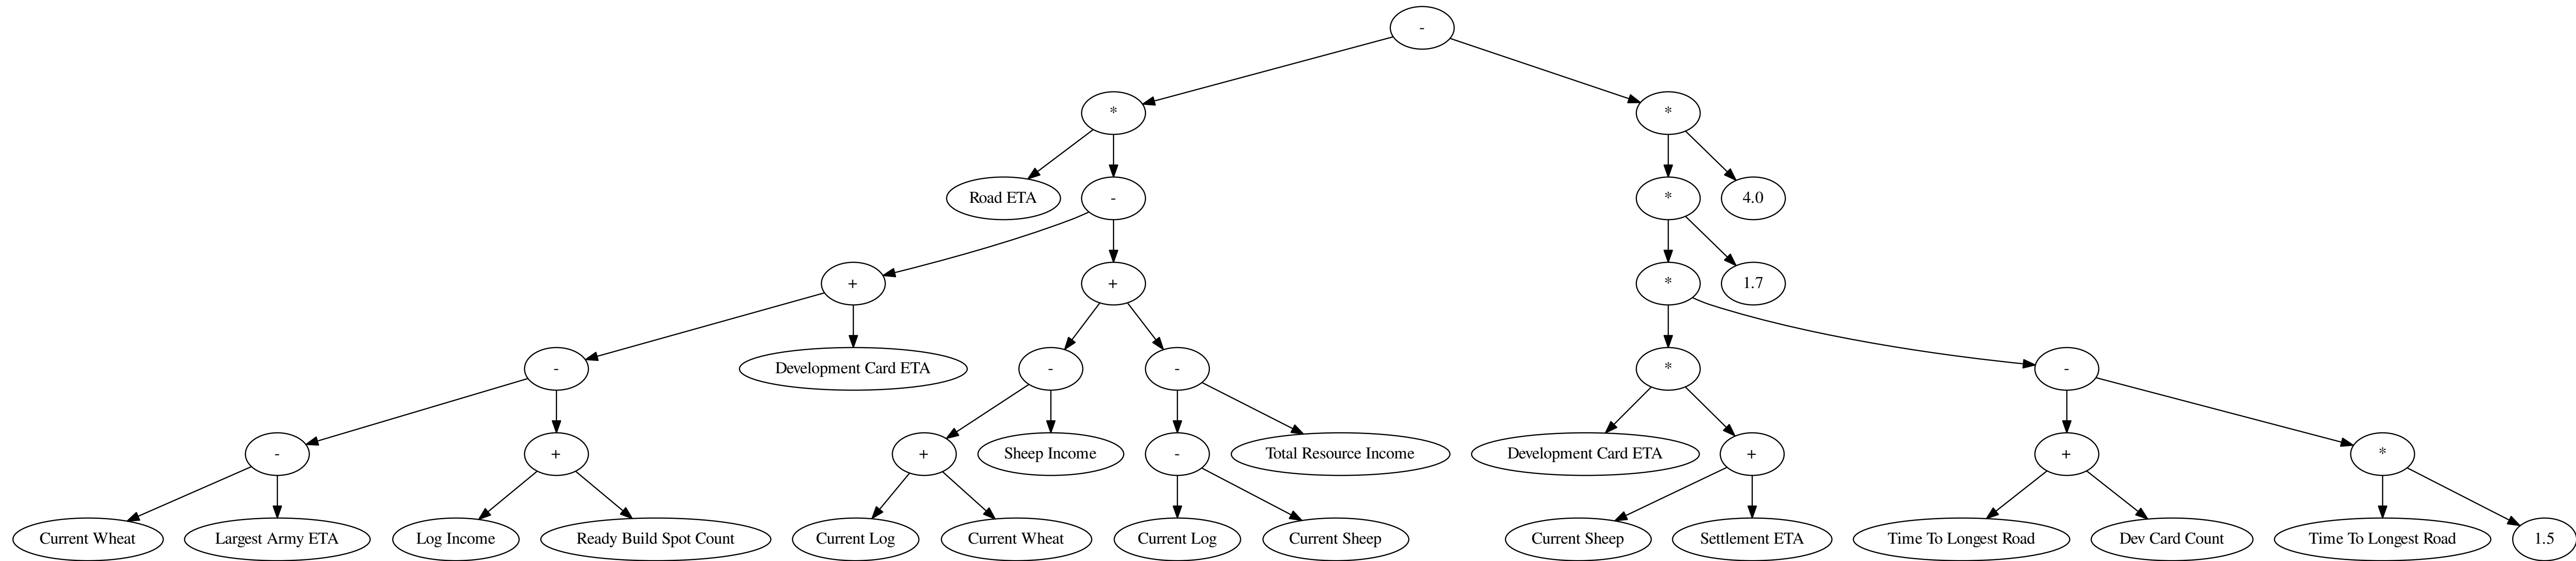 -
* *
Road ETA - * 4.0
+ + * 1.7
- Development Card ETA - - * -
- + + Sheep Income - Total Resource Income Development Card ETA + + *
Current Wheat Largest Army ETA Log Income Ready Build Spot Count Current Log Current Wheat Current Log Current Sheep Current Sheep Settlement ETA Time To Longest Road Dev Card Count Time To Longest Road 1.5